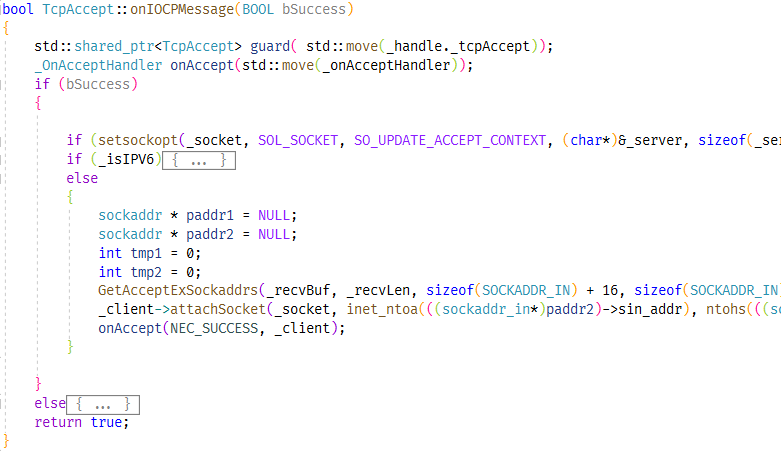 bool TcpAccept::onIOCPMessage(BOOL bSuccess)
{
    std::shared_ptr<TcpAccept> guard( std::move(_handle._tcpAccept));
    _OnAcceptHandler onAccept(std::move(_onAcceptHandler));
    if (bSuccess)
    {
        if (setsockopt(_socket, SOL_SOCKET, SO_UPDATE_ACCEPT_CONTEXT, (char*)&_server, sizeof(_se
        if (_isIPV6) { ... }
        else
        {
            sockaddr * paddr1 = NULL;
            sockaddr * paddr2 = NULL;
            int tmp1 = 0;
            int tmp2 = 0;
            GetAcceptExSockaddrs(_recvBuf, _recvLen, sizeof(SOCKADDR_IN) + 16, sizeof(SOCKADDR_IN)
            _client->attachSocket(_socket, inet_ntoa(((sockaddr_in*)paddr2)->sin_addr), ntohs(((so
            onAccept(NEC_SUCCESS, _client);
        }
    }
    else { ... }
    return true;
}